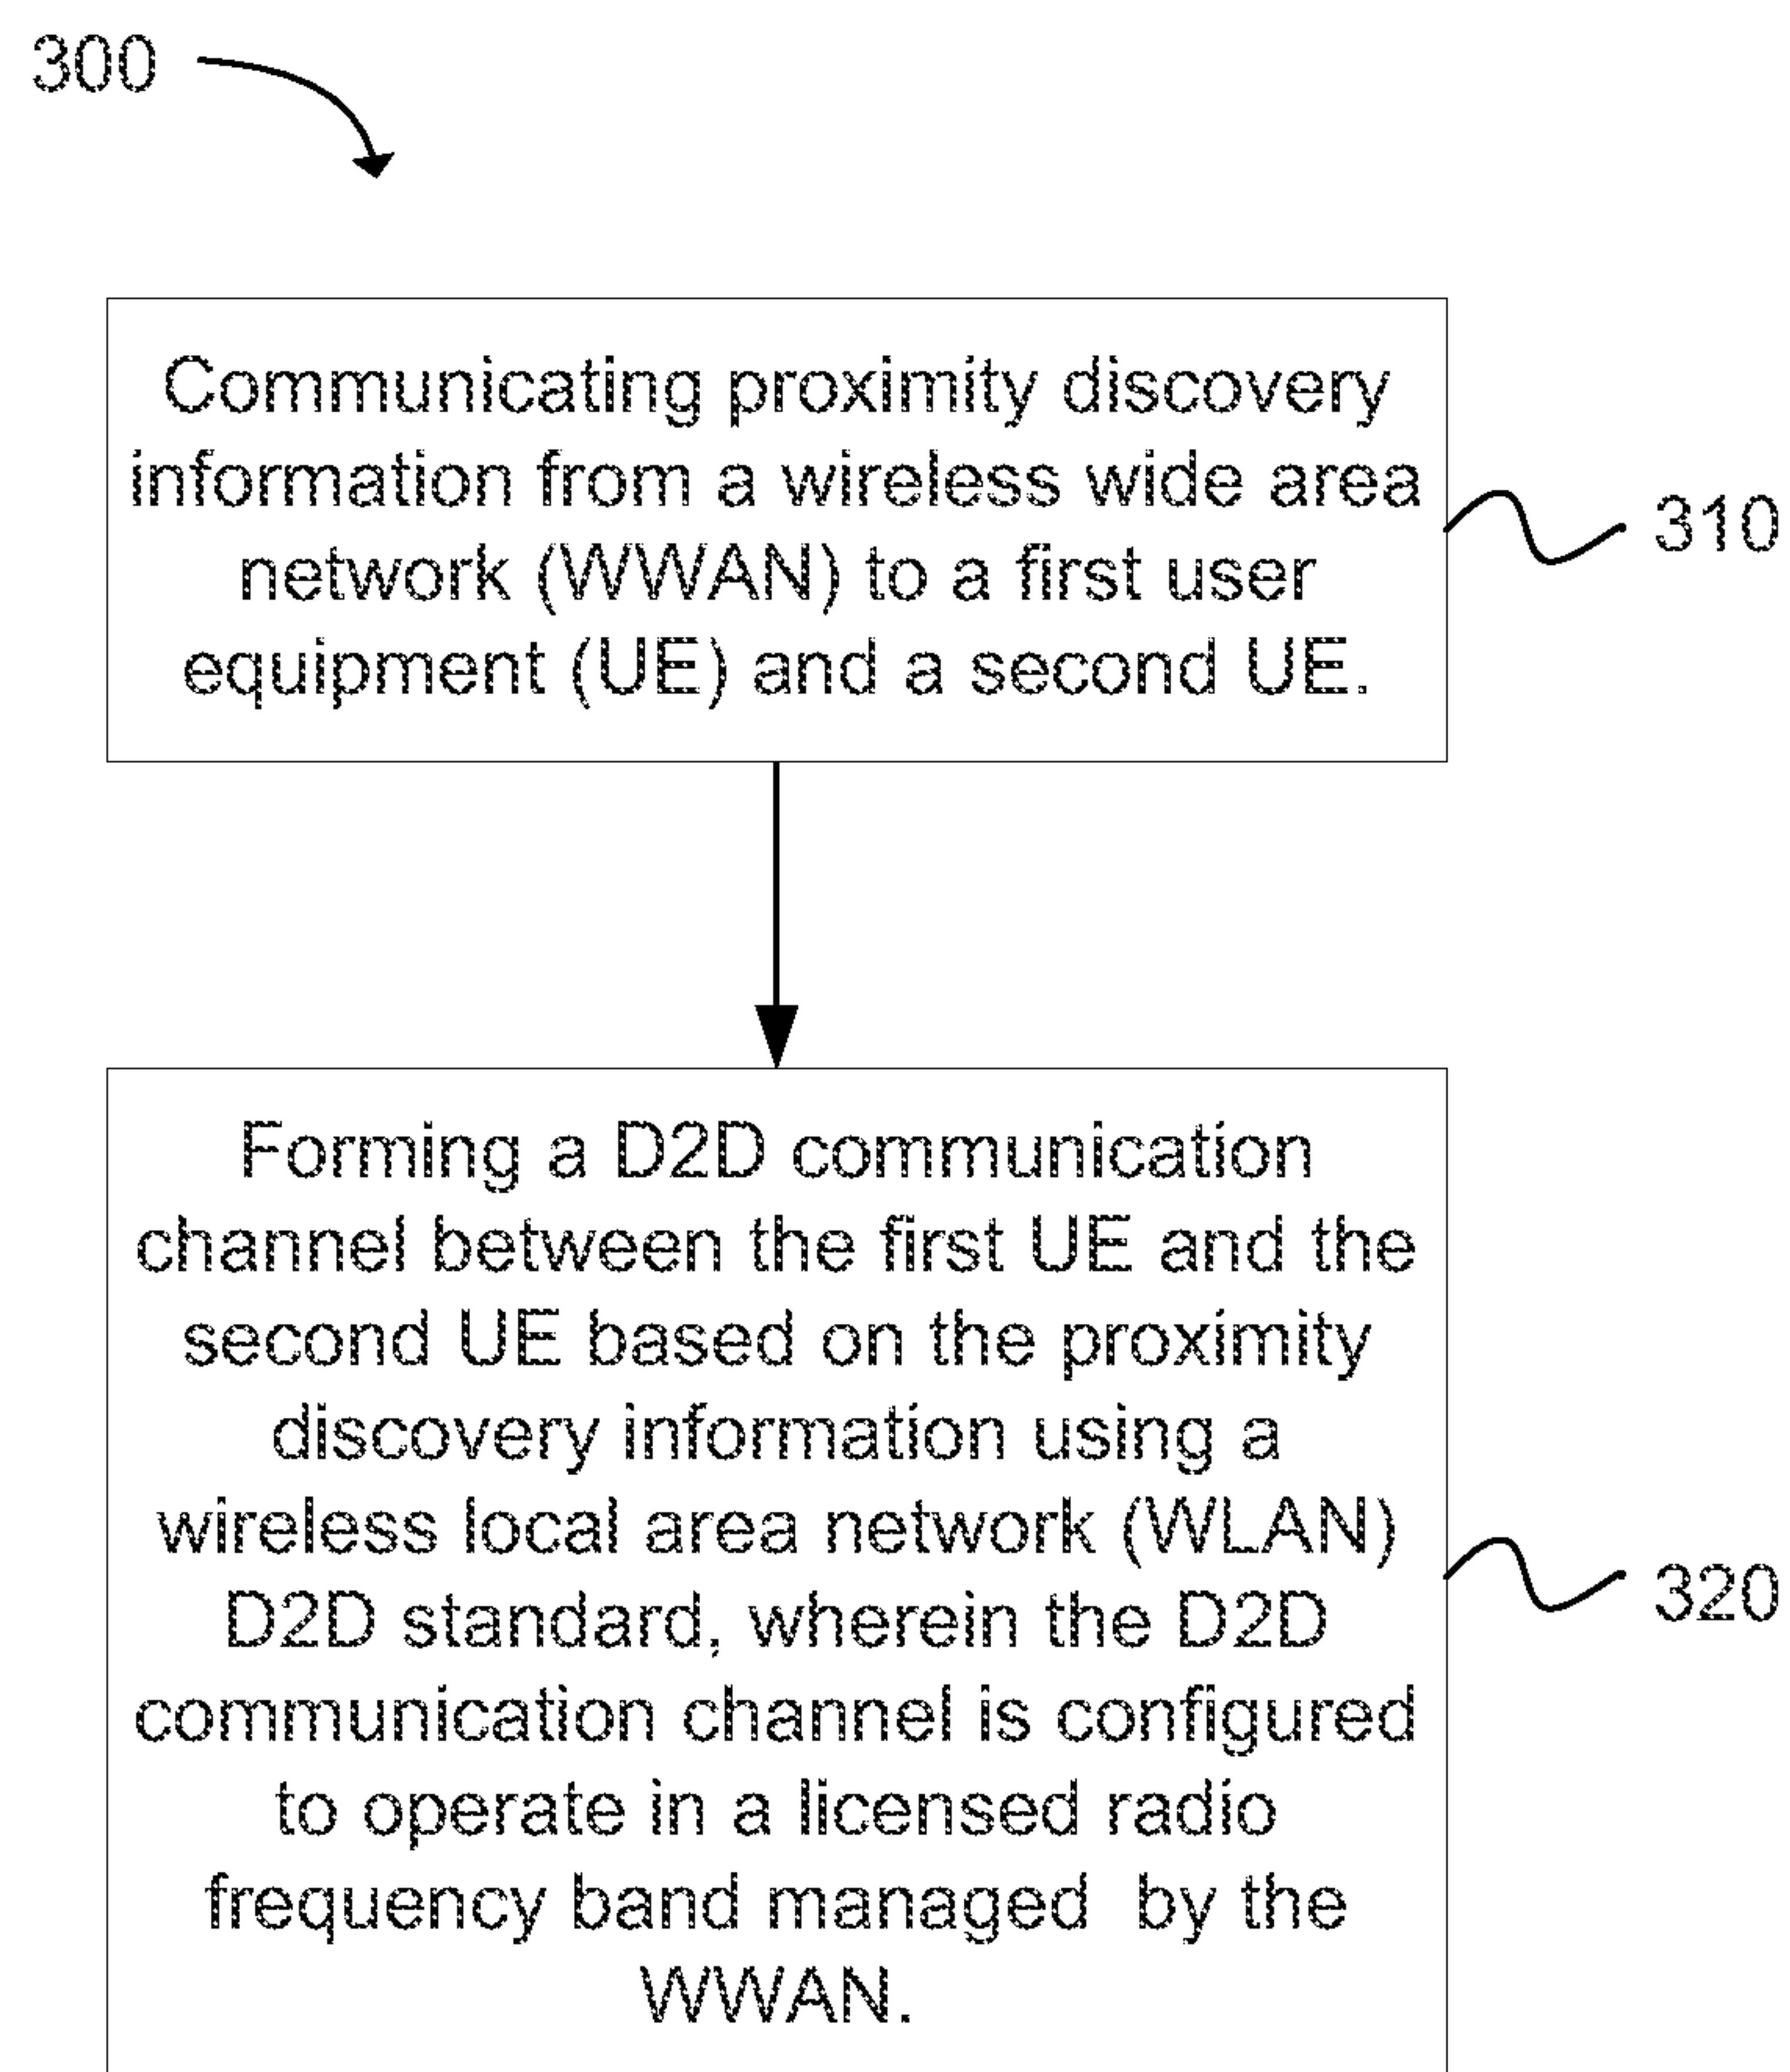 300
Communicating proximity discovery
information from a wireless wide area
network (WWAN) to a first user
equipment (UE) and a second UE.
310
Forming a D2D communication
channel between the first UE and the
second UE based on the proximity
discovery information using a
wireless local area network (WLAN)
D2D standard, wherein the D2D
communication channel is configured
to operate in a licensed radio
frequency band managed by the
WWAN.
320